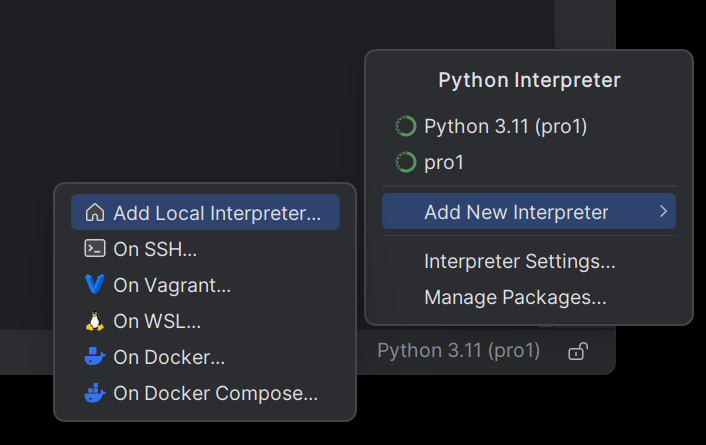 Python Interpreter
Python 3.11 (pro1)
pro1
Add New Interpreter
Interpreter Settings...
Manage Packages...
Add Local Interpreter...
On SSH...
On Vagrant...
On WSL...
On Docker...
On Docker Compose...
Python 3.11 (pro1)